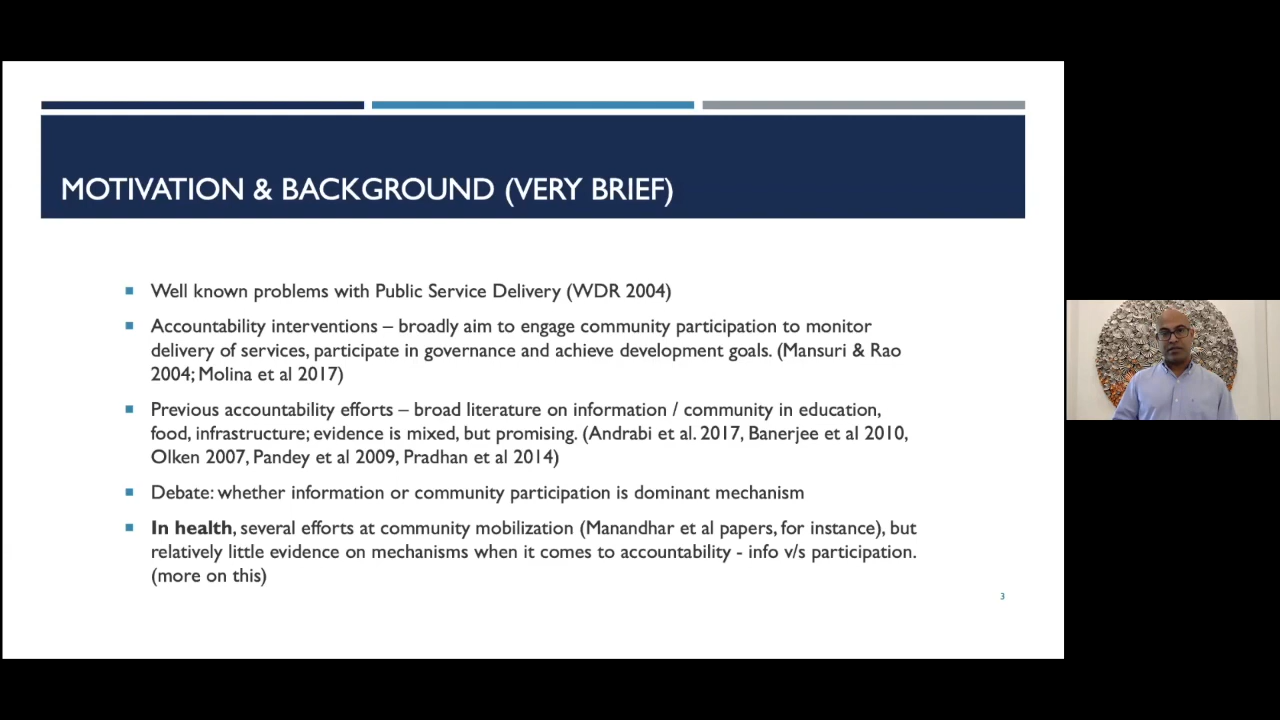 MOTIVATION & BACKGROUND (VERY BRIEF)
Well known problems with Public Service Delivery (WDR 2004)
Accountability interventions – broadly aim to engage community participation to monitor
delivery of services, participate in governance and achieve development goals. (Mansuri & Rao
2004; Molina et al 2017)
Previous accountability efforts – broad literature on information / community in education,
food, infrastructure; evidence is mixed, but promising. (Andrabi et al. 2017, Banerjee et al 2010,
Olken 2007, Pandey et al 2009, Pradhan et al 2014)
Debate: whether information or community participation is dominant mechanism
In health, several efforts at community mobilization (Manandhar et al papers, for instance), but
relatively little evidence on mechanisms when it comes to accountability - info v/s participation.
(more on this)
3